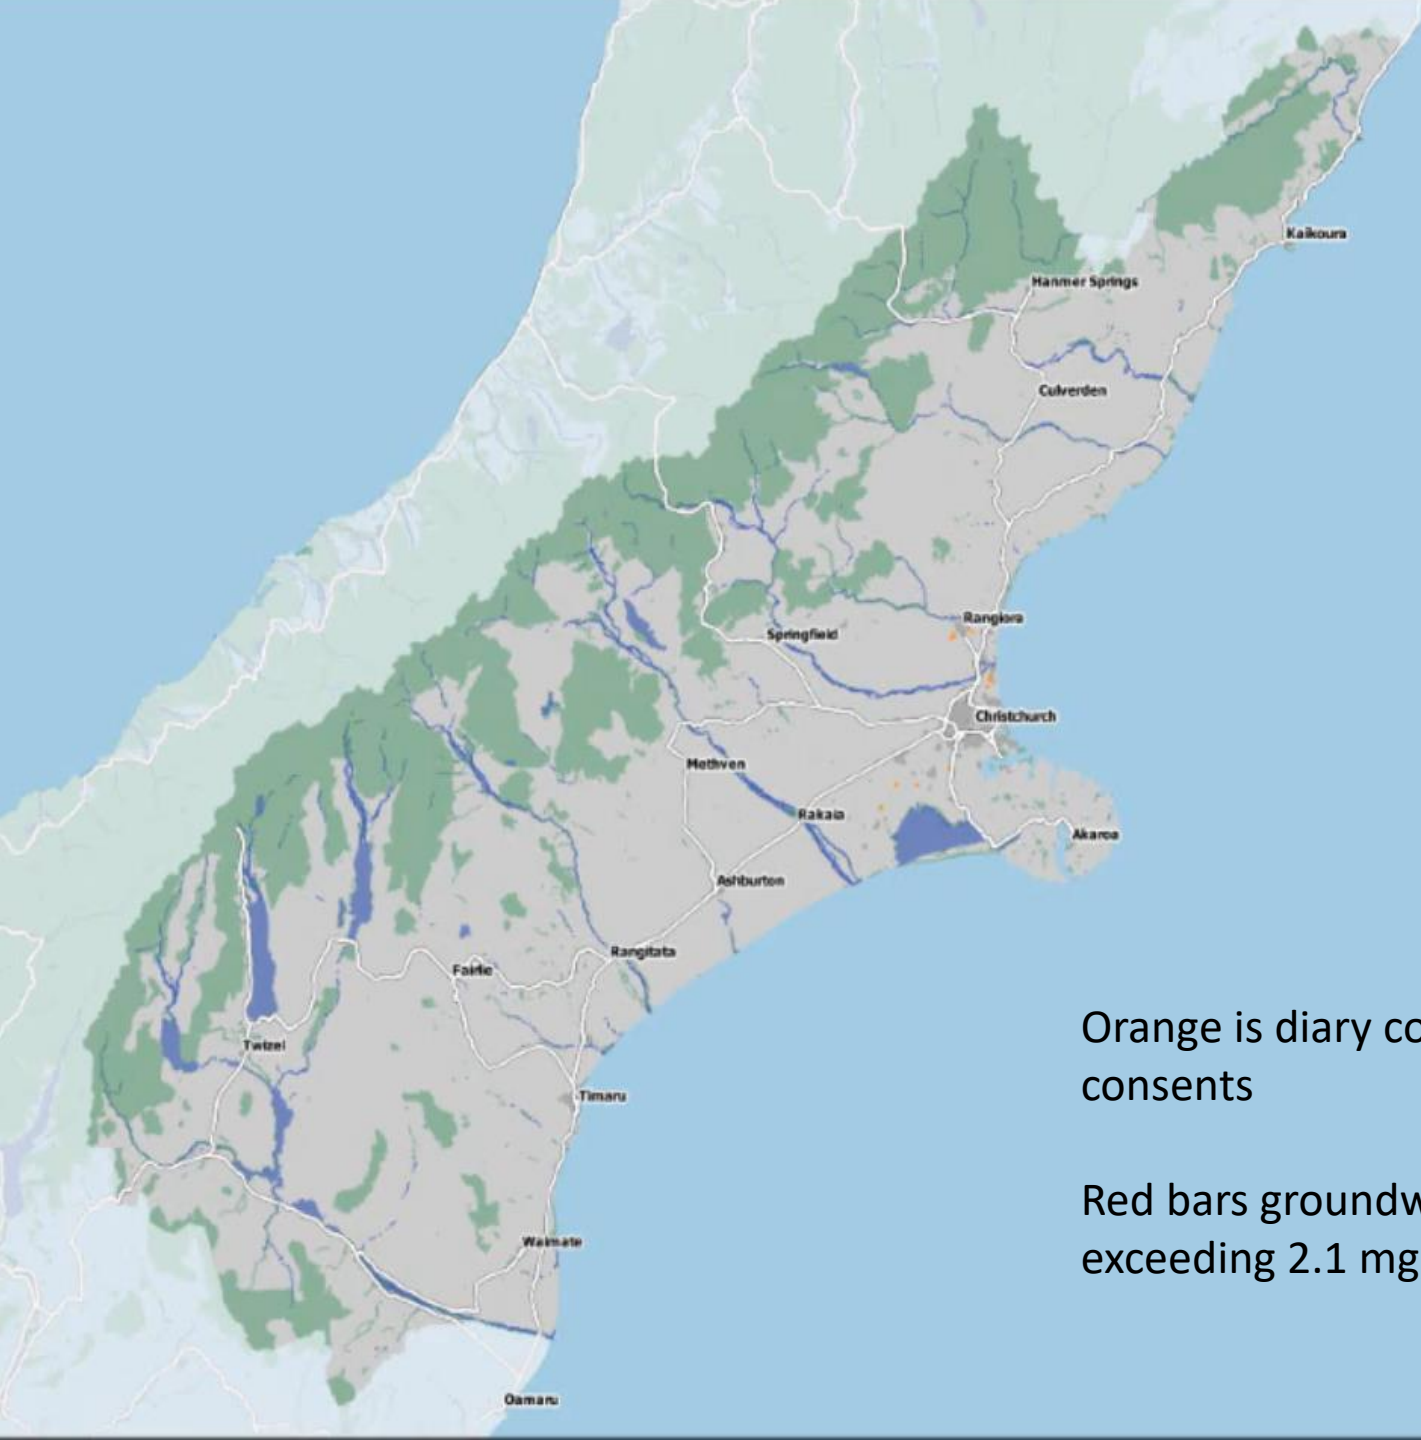 Kaikoura
Hanmer Springs
Culverden
Rangiora
Springfield
Christchurch
Methven
Rakaia
Akaroa
Ashburton
Rangitata
Fairlie
Twizel
Timaru
Waimate
Oamaru
Orange is diary co
consents
Red bars groundw
exceeding 2.1 mg